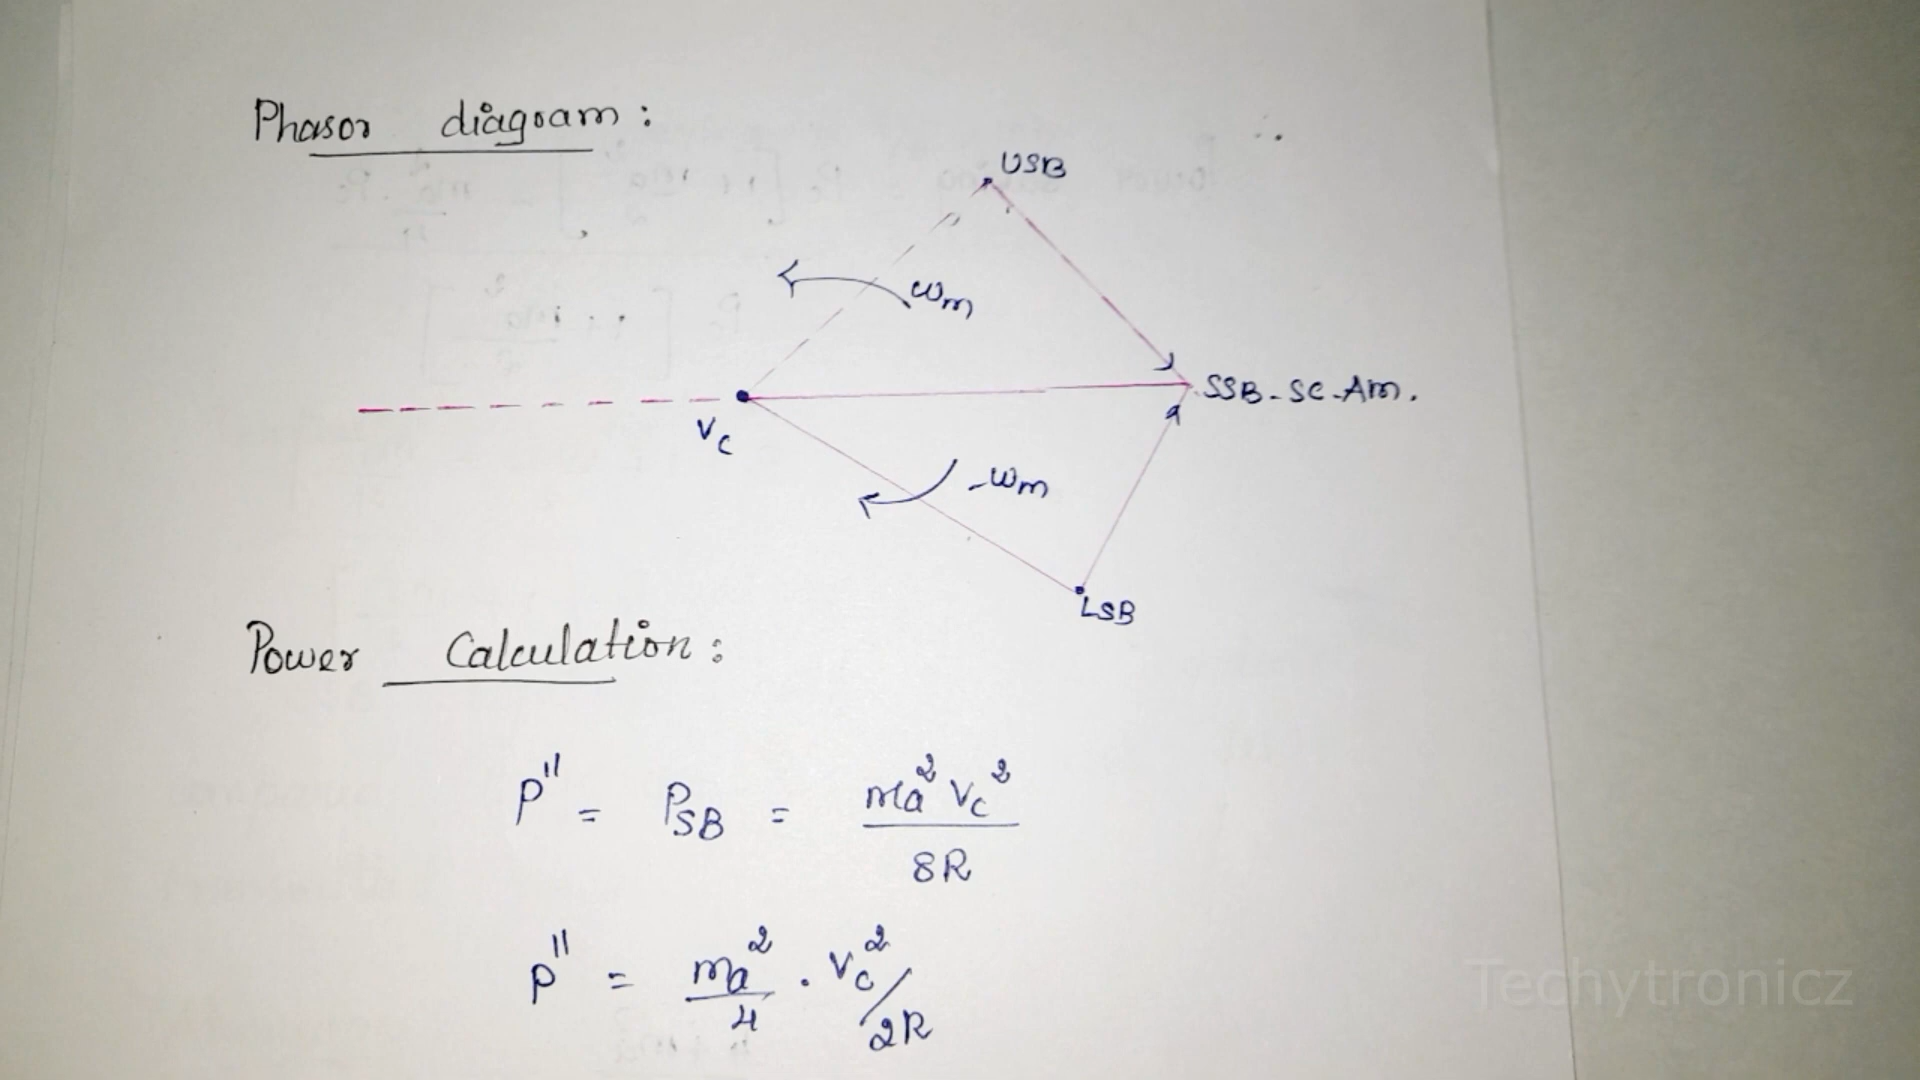 Phasor diagram:
USB
ωm
SSB-SC-Am.
Vc
-ωm
LSB
Power Calculation:
P'' = PSB = ma² Vc² / 8R
P'' = ma² / 4 . Vc² / 2R
Techytronicz